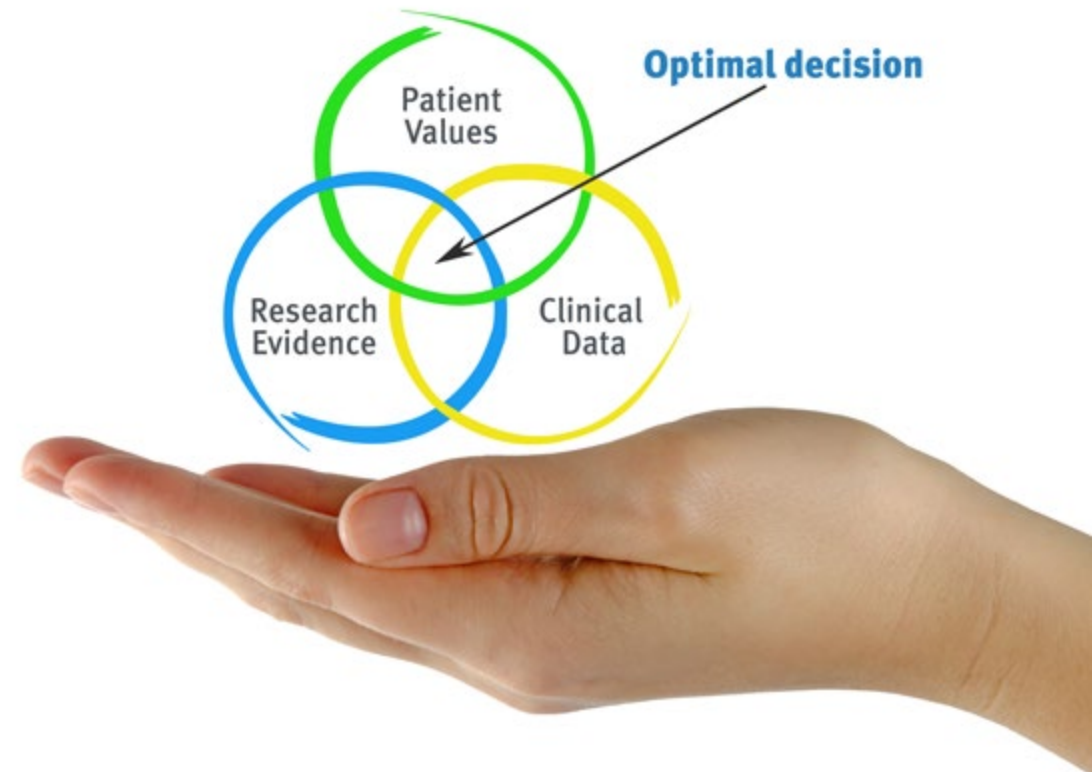 Optimal decision
Patient
Values
Research
Evidence
Clinical
Data